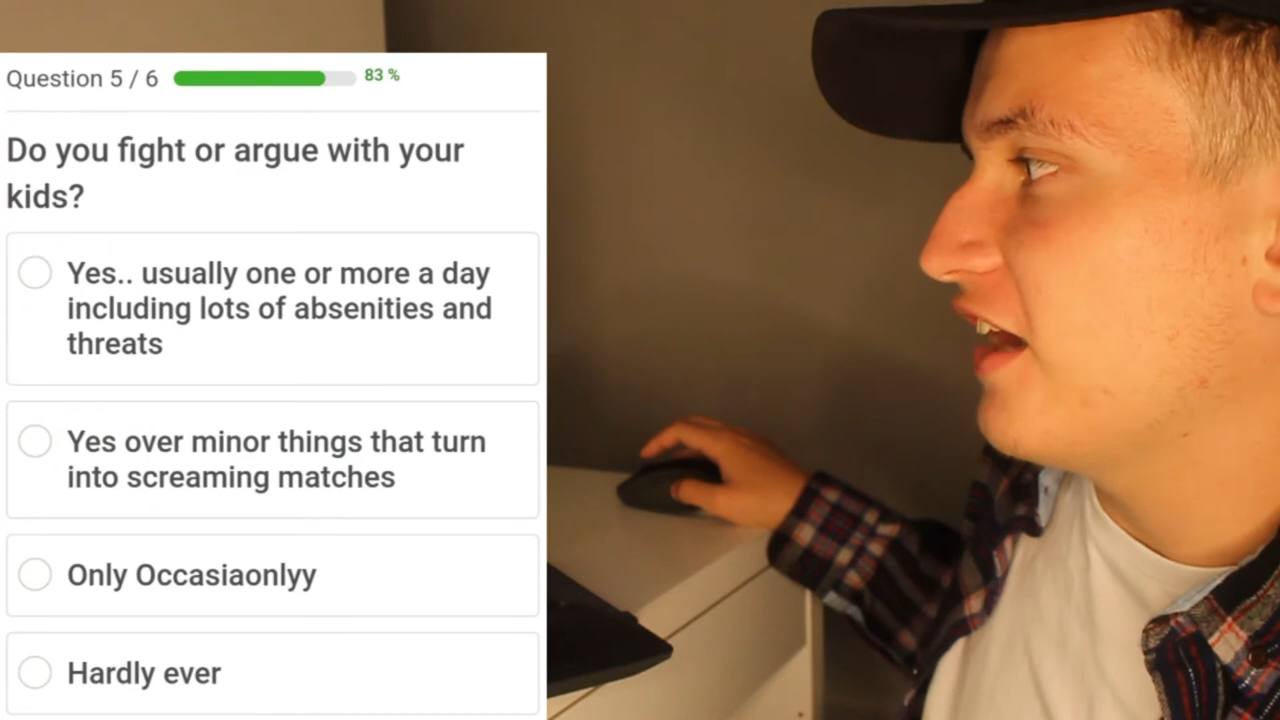 Question 5 / 6
83 %
Do you fight or argue with your
kids?
Yes.. usually one or more a day
including lots of absenities and
threats
Yes over minor things that turn
into screaming matches
Only Occasiaonlyy
Hardly ever